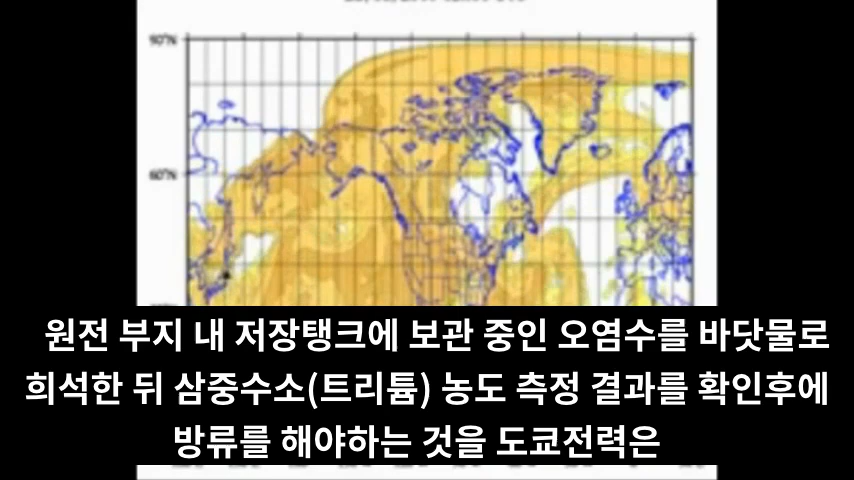 90°N
60°N
원전 부지 내 저장탱크에 보관 중인 오염수를 바닷물로
희석한 뒤 삼중수소(트리튬) 농도 측정 결과를 확인후에
방류를 해야하는 것을 도쿄전력은